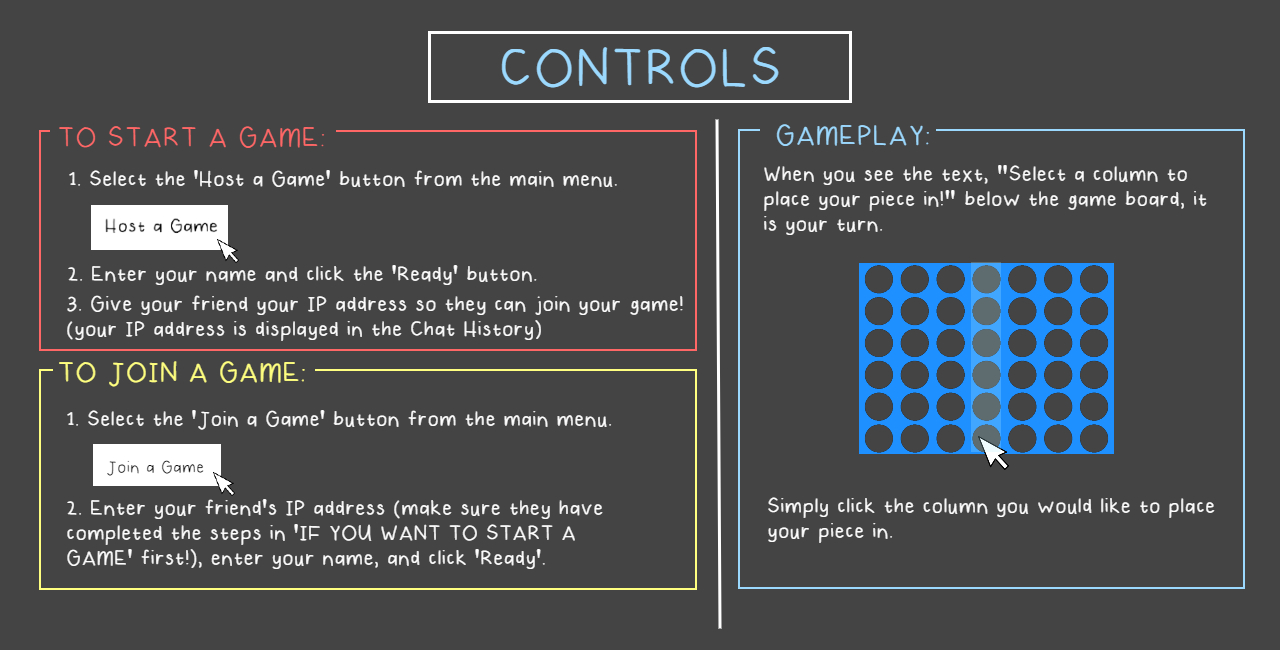 CONTROLS
TO START A GAME:
1. Select the 'Host a Game' button from the main menu.
Host a Game
2. Enter your name and click the 'Ready' button.
3. Give your friend your IP address so they can join your game!
(your IP address is displayed in the Chat History)
TO JOIN A GAME:
1. Select the 'Join a Game' button from the main menu.
Join a Game
2. Enter your friend's IP address (make sure they have
completed the steps in 'IF YOU WANT TO START A
GAME' first!), enter your name, and click 'Ready'.
GAMEPLAY:
When you see the text, "Select a column to
place your piece in!" below the game board, it
is your turn.
Simply click the column you would like to place
your piece in.